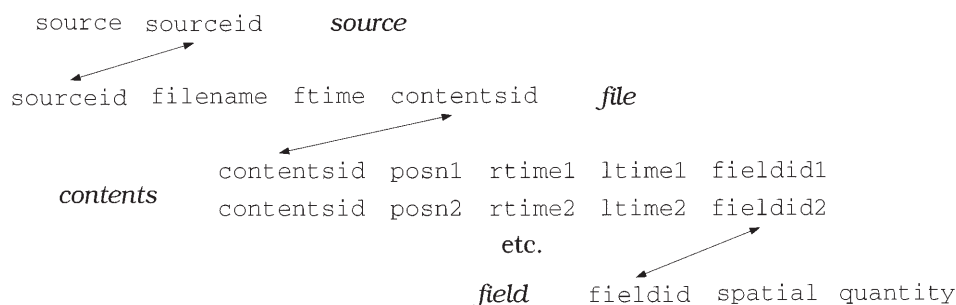 source sourceid source
sourceid filename ftime contentsid file
contents
contentsid posn1 rtime1 ltime1 fieldid1
contentsid posn2 rtime2 ltime2 fieldid2
etc.
field fieldid spatial quantity